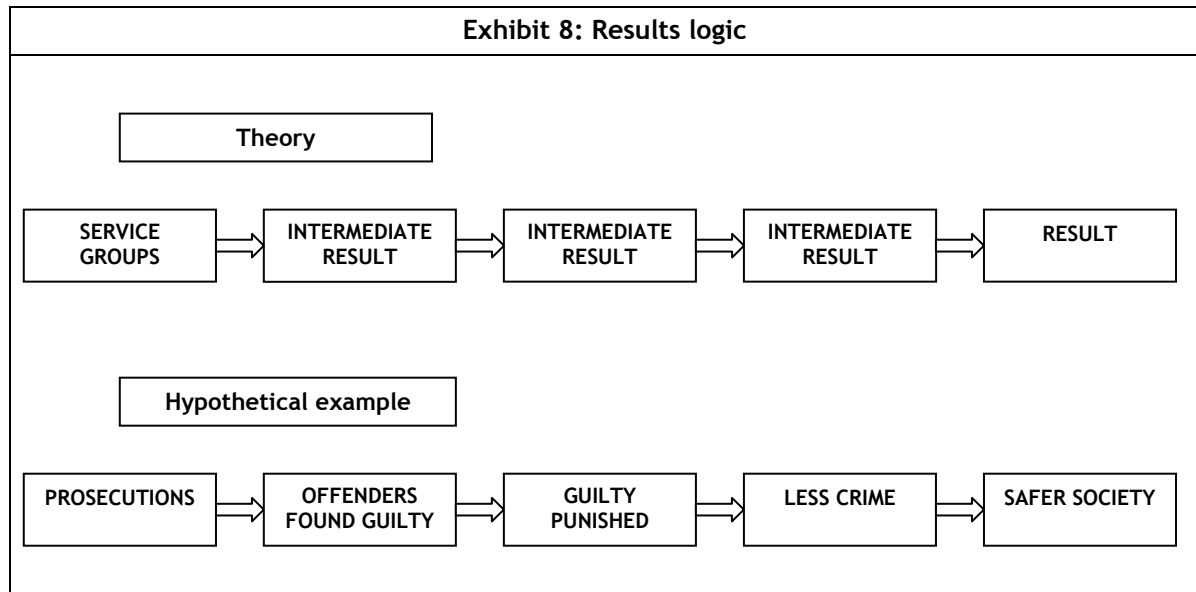 Exhibit 8: Results logic
Theory
SERVICE
GROUPS
INTERMEDIATE
RESULT
INTERMEDIATE
RESULT
INTERMEDIATE
RESULT
RESULT
Hypothetical example
PROSECUTIONS
OFFENDERS
FOUND GUILTY
GUILTY
PUNISHED
LESS CRIME
SAFER SOCIETY